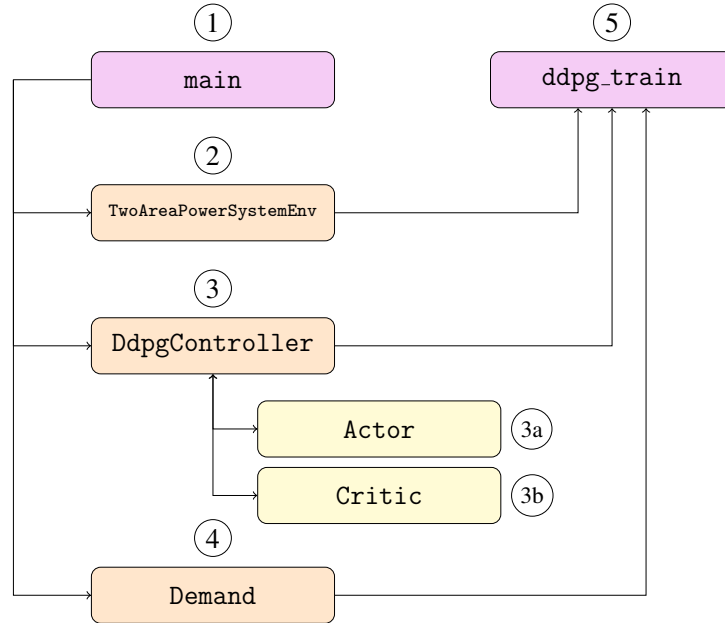 1
5
main
ddpg_train
2
TwoAreaPowerSystemEnv
3
DdpgController
Actor
3a
Critic
3b
4
Demand